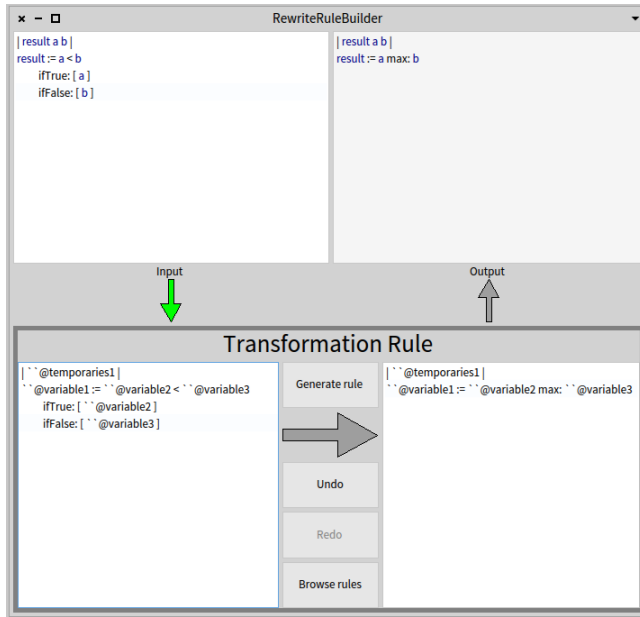 RewriteRuleBuilder
| result a b |
result := a < b
ifTrue: [ a ]
ifFalse: [ b ]
| result a b |
result := a max: b
Input
Output
Transformation Rule
| ``@temporaries1 |
``@variable1 := ``@variable2 < ``@variable3
ifTrue: [ ``@variable2 ]
ifFalse: [ ``@variable3 ]
Generate rule
Undo
Redo
Browse rules
| ``@temporaries1 |
``@variable1 := ``@variable2 max: ``@variable3